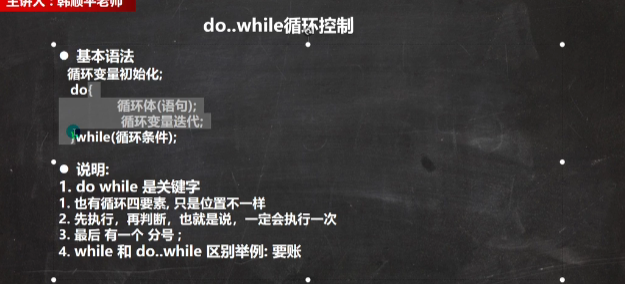 主讲人：韩顺平老师
do..while循环控制
● 基本语法
循环变量初始化;
do{
循环体(语句);
循环变量迭代;
}while(循环条件);
● 说明:
1. do while 是关键字
1. 也有循环四要素, 只是位置不一样
2. 先执行，再判断，也就是说，一定会执行一次
3. 最后 有一个 分号 ;
4. while 和 do..while 区别举例: 要账